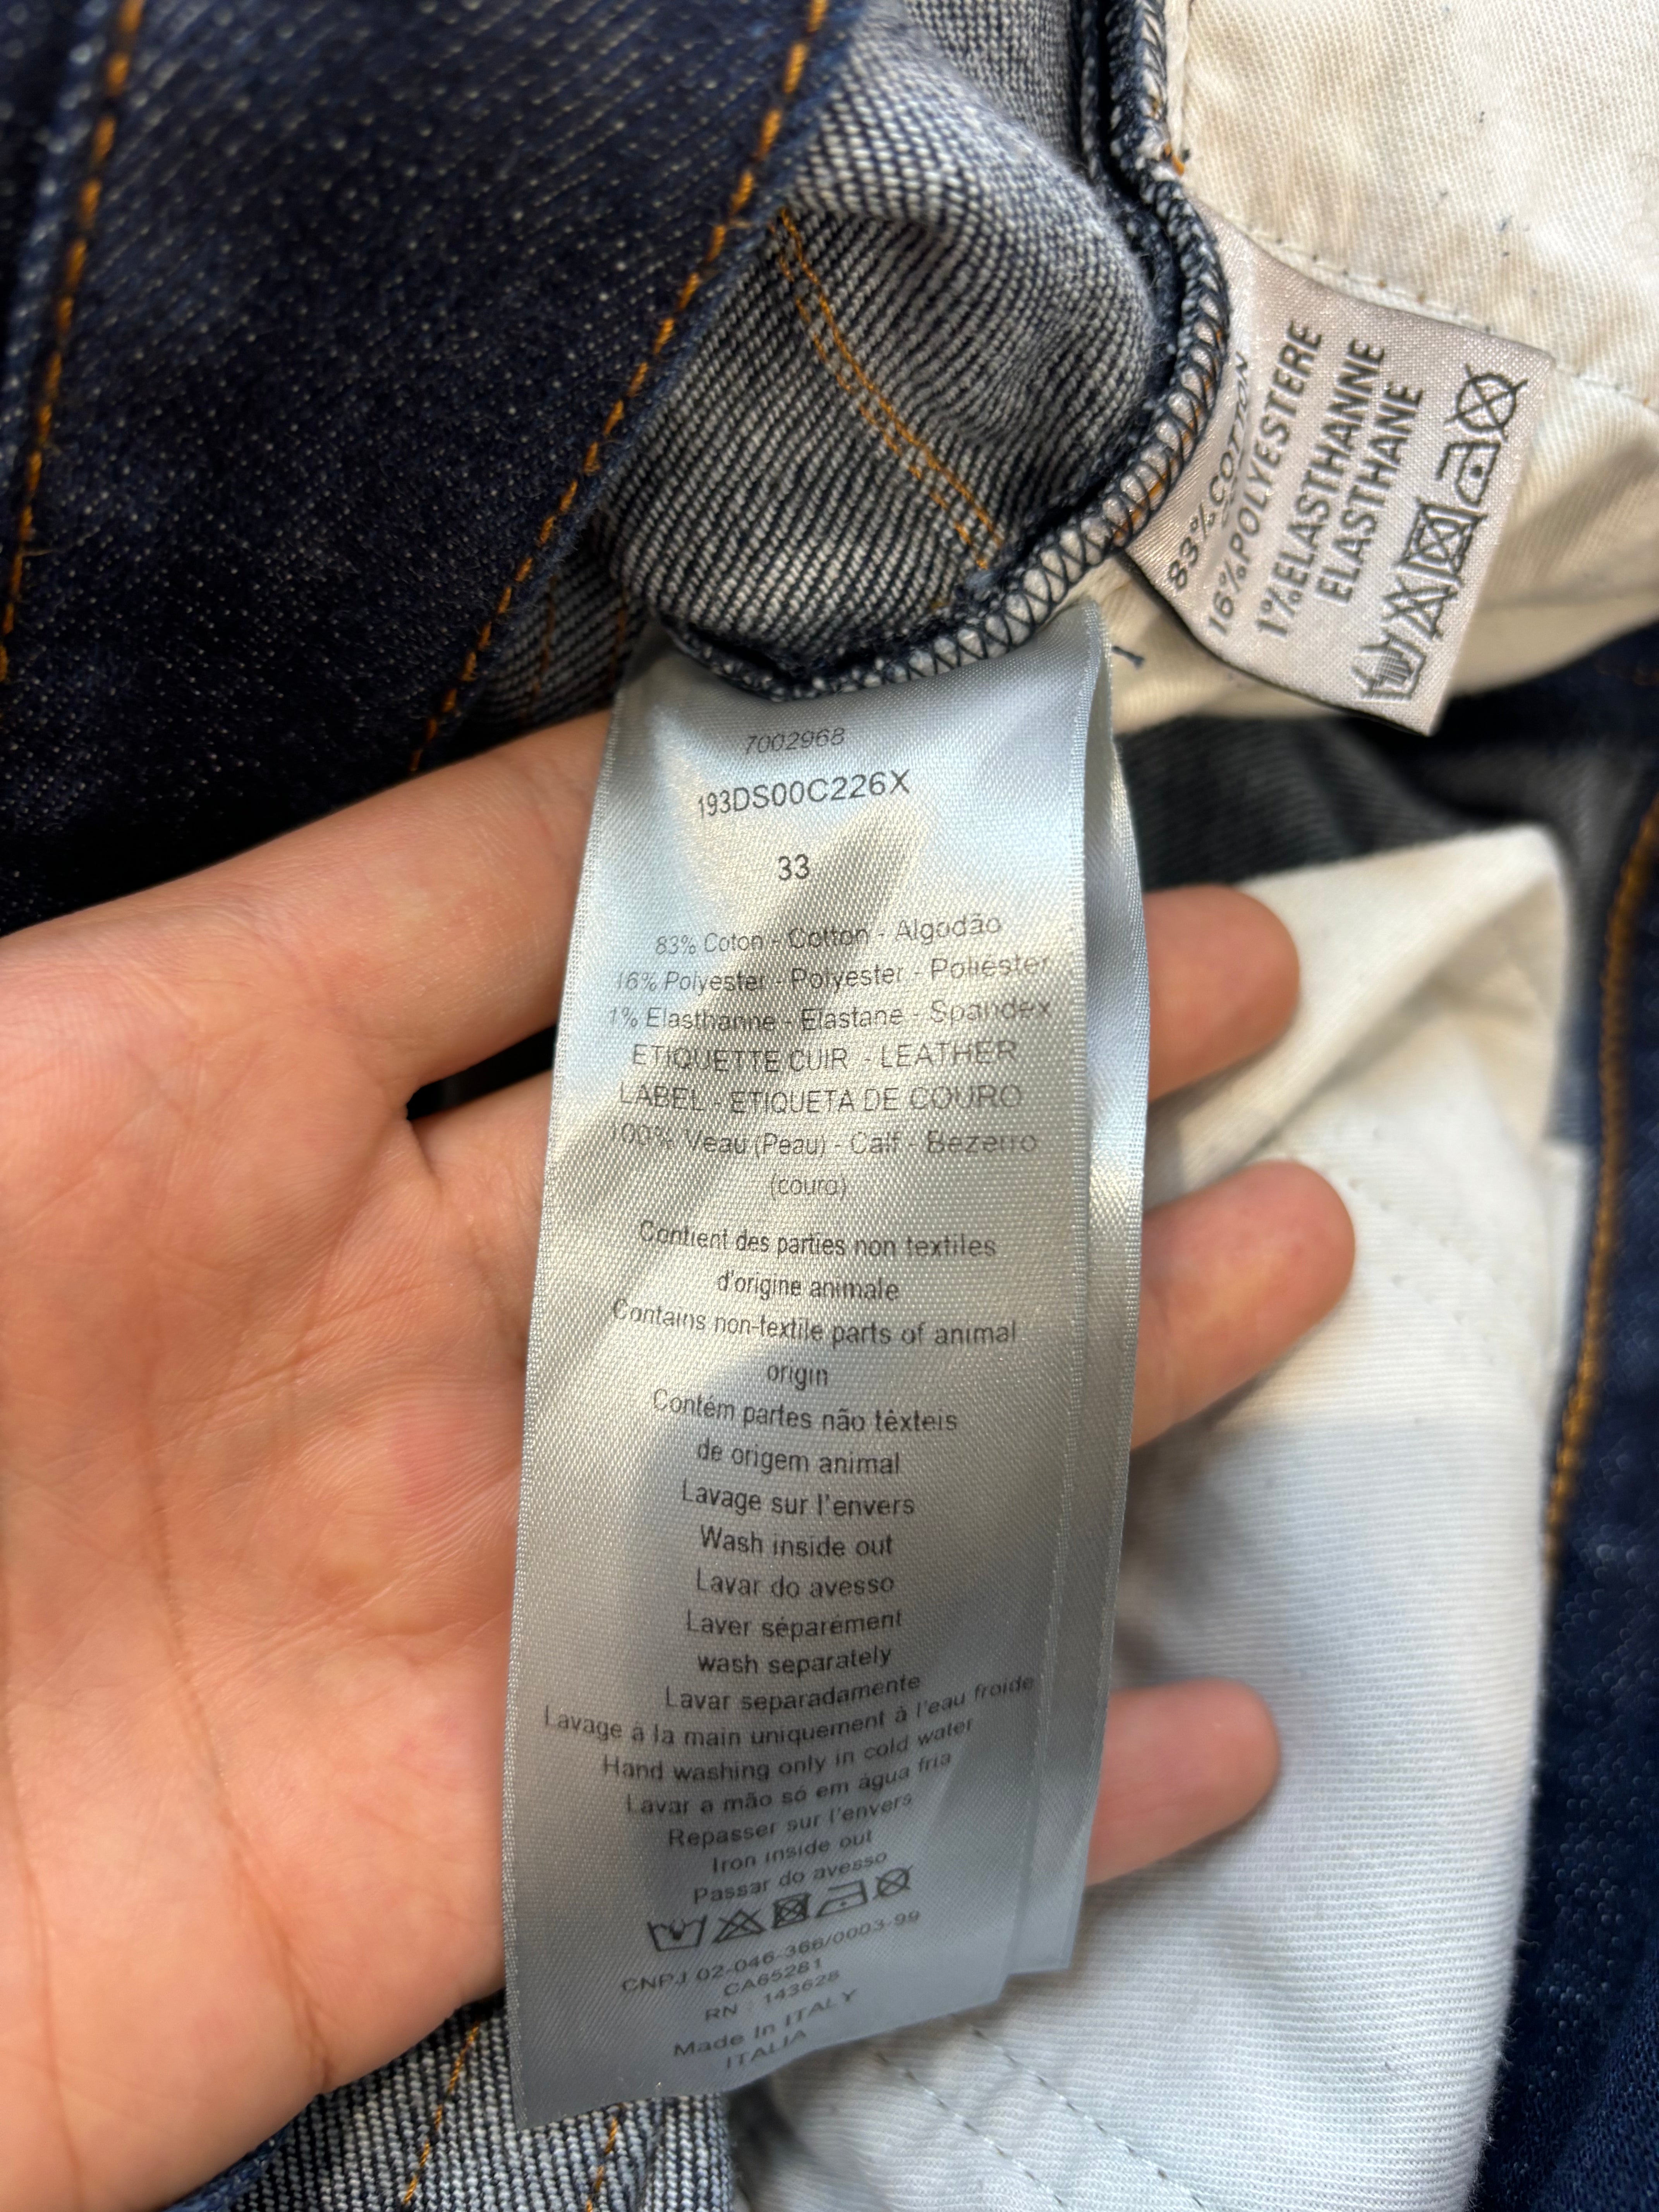 7002968
193DS00C226X
33
83% Coton - Cotton - Algodão
16% Polyester - Polyester - Poliéster
1% Elasthanne - Elastane - Spandex
ETIQUETTE CUIR - LEATHER
LABEL - ETIQUETA DE COURO
100% Veau (Peau) - Calf - Bezerro
(couro)
Contient des parties non textiles
d'origine animale
Contains non-textile parts of animal
origin
Contém partes não têxteis
de origem animal
Lavage sur l'envers
Wash inside out
Lavar do avesso
Laver séparément
wash separately
Lavar separadamente
Lavage à la main uniquement à l'eau froide
Hand washing only in cold water
Lavar a mão só em água fria
Repasser sur l'envers
Iron inside out
Passar do avesso
CNPJ 02-046-366/0003-99
CA65281
RN : 143628
Made In ITALY
ITALIA
83% COTTON
16% POLYESTERE
1% ELASTHANNE
ELASTHANE